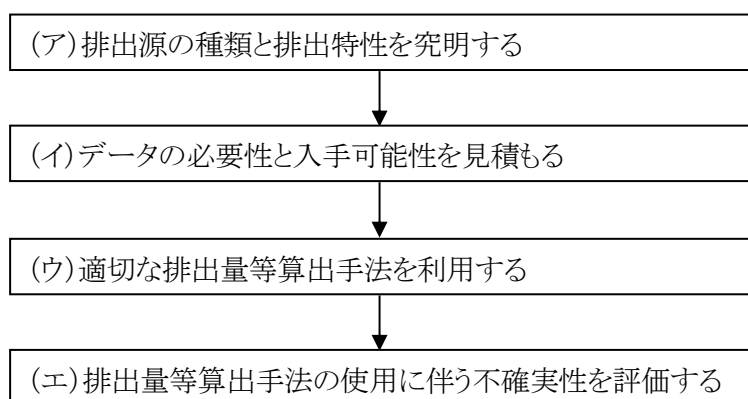 (ア)排出源の種類と排出特性を究明する
(イ)データの必要性と入手可能性を見積もる
(ウ)適切な排出量等算出手法を利用する
(エ)排出量等算出手法の使用に伴う不確実性を評価する